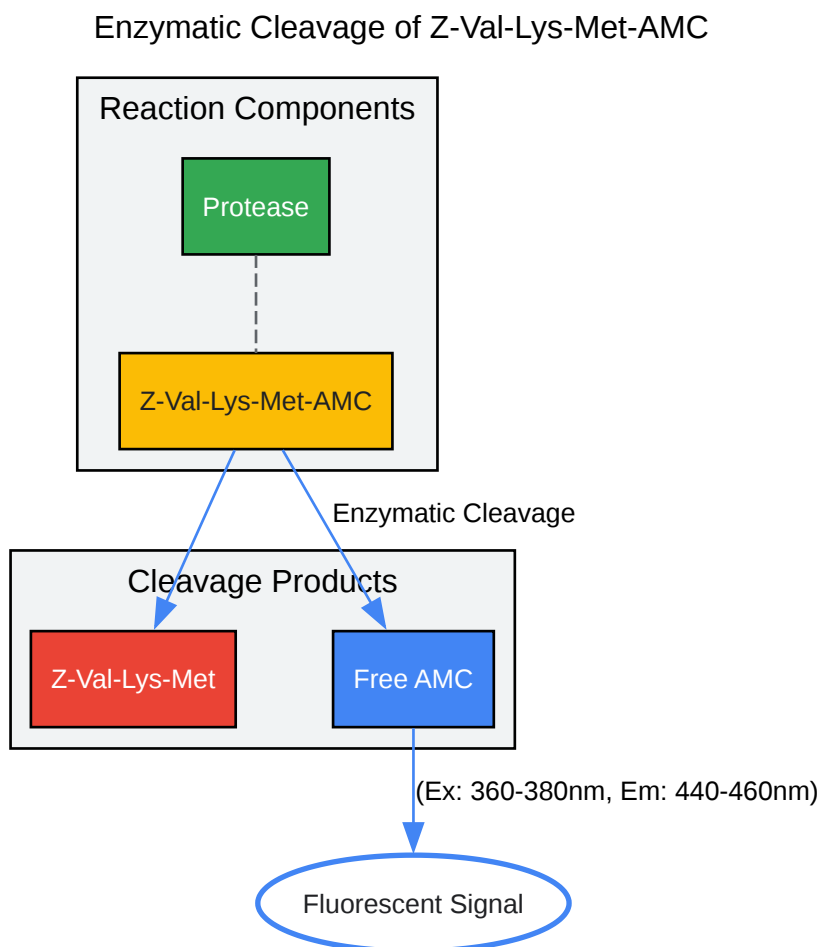 Enzymatic Cleavage of Z-Val-Lys-Met-AMC
Reaction Components
Protease
Z-Val-Lys-Met-AMC
Enzymatic Cleavage
Cleavage Products
Z-Val-Lys-Met
Free AMC
(Ex: 360-380nm, Em: 440-460nm)
Fluorescent Signal